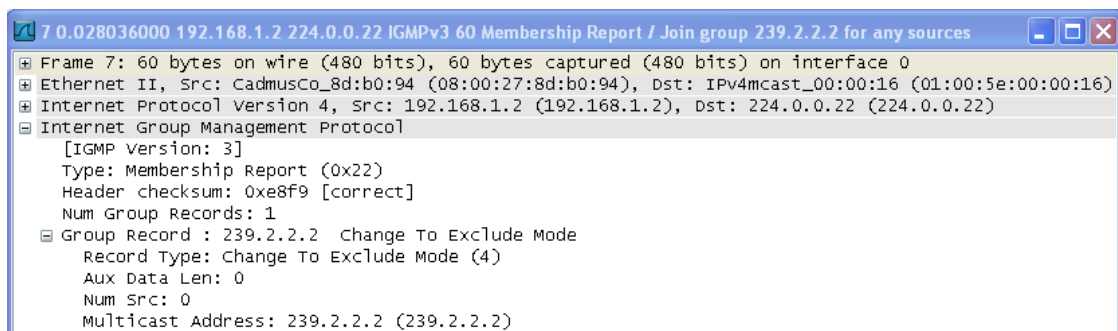 7 0.028036000 192.168.1.2 224.0.0.22 IGMPv3 60 Membership Report / Join group 239.2.2.2 for any sources
Frame 7: 60 bytes on wire (480 bits), 60 bytes captured (480 bits) on interface 0
Ethernet II, Src: CadmusCo_8d:b0:94 (08:00:27:8d:b0:94), Dst: IPv4mcast_00:00:16 (01:00:5e:00:00:16)
Internet Protocol Version 4, Src: 192.168.1.2 (192.168.1.2), Dst: 224.0.0.22 (224.0.0.22)
Internet Group Management Protocol
[IGMP Version: 3]
Type: Membership Report (0x22)
Header checksum: 0xe8f9 [correct]
Num Group Records: 1
Group Record : 239.2.2.2  Change To Exclude Mode
Record Type: Change To Exclude Mode (4)
Aux Data Len: 0
Num Src: 0
Multicast Address: 239.2.2.2 (239.2.2.2)